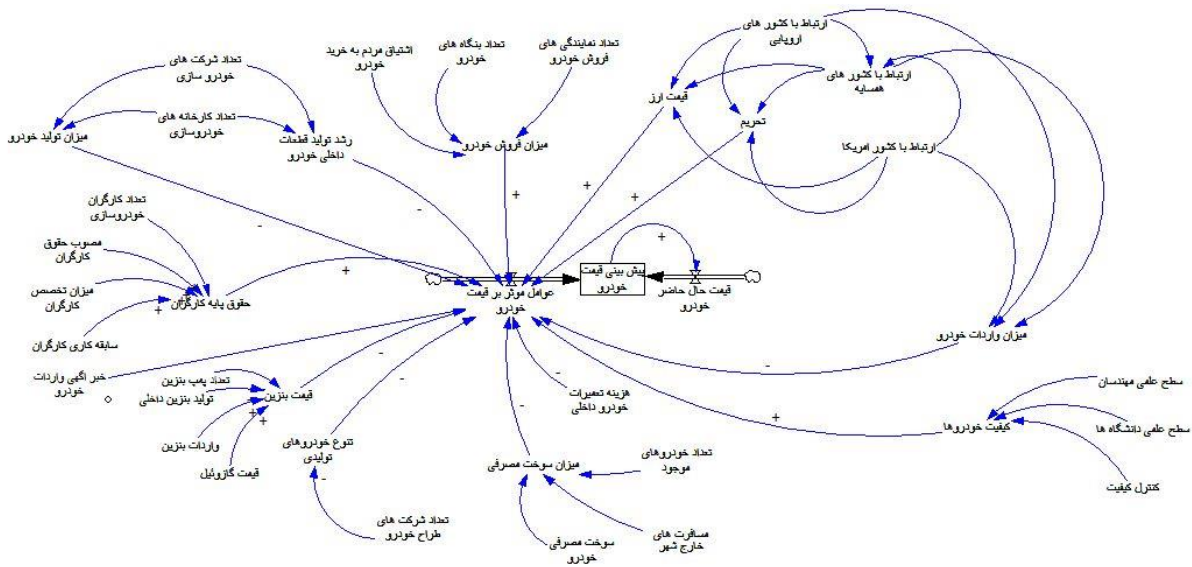 ارتباط با کشور های
اروپایی
تعداد نمایندگی های
فروش خودرو
تعداد بنگاه های
خودرو
اشتیاق مردم به خرید
خودرو
تعداد شرکت های
خودرو سازی
ارتباط با کشور های
همسایه
قیمت ارز
تحریم
تعداد کارخانه های
خودروسازی
میزان تولید خودرو
رشد تولید قطعات
داخلی خودرو
میزان فروش خودرو
ارتباط با کشور امریکا
+
+
+
-
+
-
تعداد کارگران
خودروسازی
مصوب حقوق
کارگران
میزان تخصص
کارگران
سابقه کاری کارگران
حقوق پایه کارگران
+
+
+
پیش بینی قیمت
خودرو
قیمت حال حاضر
خودرو
عوامل موثر بر قیمت
خودرو
میزان واردات خودرو
خبر اگهی واردات
خودرو
-
-
-
-
-
+
تعداد پمپ بنزین
تولید بنزین داخلی
واردات بنزین
قیمت گازوئیل
قیمت بنزین
+
+
هزینه تعمیرات
خودرو داخلی
سطح علمی مهندسان
سطح علمی دانشگاه ها
کیفیت خودروها
کنترل کیفیت
تنوع خودروهای
تولیدی
-
تعداد شرکت های
طراح خودرو
میزان سوخت مصرفی
تعداد خودروهای
موجود
مسافرت های
خارج شهر
سوخت مصرفی
خودرو